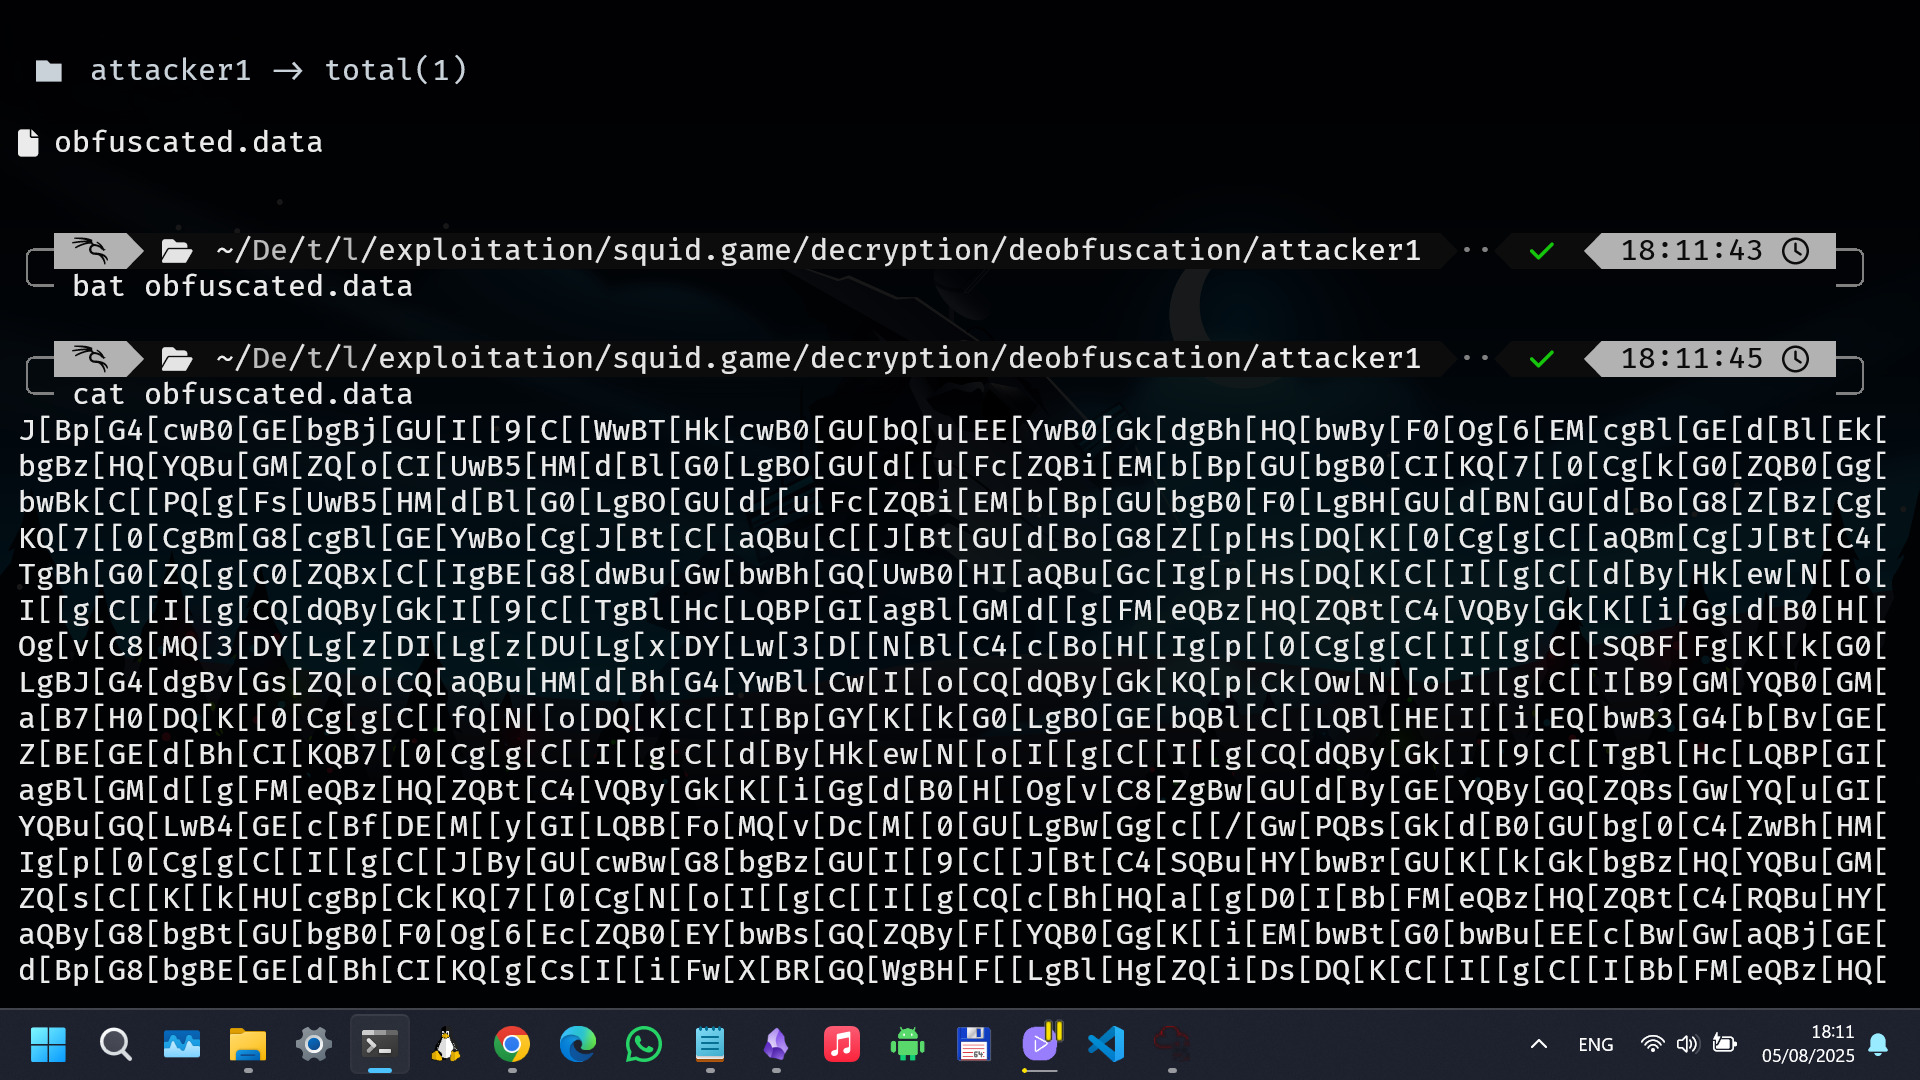 attacker1 → total(1)
obfuscated.data
~/De/t/l/exploitation/squid.game/decryption/deobfuscation/attacker1 ·· ✓ 18:11:43
bat obfuscated.data
~/De/t/l/exploitation/squid.game/decryption/deobfuscation/attacker1 ·· ✓ 18:11:45
cat obfuscated.data
J[Bp[G4[cwB0[GE[bgBj[GU[I[[9[C[[WwBT[Hk[cwB0[GU[bQ[u[EE[YwB0[Gk[dgBh[HQ[bwBy[F0[Og[6[EM[cgBl[GE[d[Bl[Ek[
bgBz[HQ[YQBu[GM[ZQ[o[CI[UwB5[HM[d[Bl[G0[LgBO[GU[d[[u[Fc[ZQBi[EM[b[Bp[GU[bgB0[CI[KQ[7[[0[Cg[k[G0[ZQB0[Gg[
bwBk[C[[PQ[g[Fs[UwB5[HM[d[Bl[G0[LgBO[GU[d[[u[Fc[ZQBi[EM[b[Bp[GU[bgB0[F0[LgBH[GU[d[BN[GU[d[Bo[G8[Z[Bz[Cg[
KQ[7[[0[CgBm[G8[cgBl[GE[YwBo[Cg[J[Bt[C[[aQBu[C[[J[Bt[GU[d[Bo[G8[Z[[p[Hs[DQ[K[[0[Cg[g[C[[aQBm[Cg[J[Bt[C4[
TgBh[G0[ZQ[g[C0[ZQBx[C[[IgBE[G8[dwBu[Gw[bwBh[GQ[UwB0[HI[aQBu[Gc[Ig[p[Hs[DQ[K[C[[I[[g[C[[d[By[Hk[ew[N[[o[
I[[g[C[[I[[g[CQ[dQBy[Gk[I[[9[C[[TgBl[Hc[LQBP[GI[agBl[GM[d[[g[FM[eQBz[HQ[ZQBt[C4[VQBy[Gk[K[[i[Gg[d[B0[H[[
Og[v[C8[MQ[3[DY[Lg[z[DI[Lg[z[DU[Lg[x[DY[Lw[3[D[[N[Bl[C4[c[Bo[H[[Ig[p[[0[Cg[g[C[[I[[g[C[[SQBF[Fg[K[[k[G0[
LgBJ[G4[dgBv[Gs[ZQ[o[CQ[aQBu[HM[d[Bh[G4[YwBl[Cw[I[[o[CQ[dQBy[Gk[KQ[p[Ck[Ow[N[[o[I[[g[C[[I[B9[GM[YQB0[GM[
a[B7[H0[DQ[K[[0[Cg[g[C[[fQ[N[[o[DQ[K[C[[I[Bp[GY[K[[k[G0[LgBO[GE[bQBl[C[[LQBl[HE[I[[i[EQ[bwB3[G4[b[Bv[GE[
Z[BE[GE[d[Bh[CI[KQB7[[0[Cg[g[C[[I[[g[C[[d[By[Hk[ew[N[[o[I[[g[C[[I[[g[CQ[dQBy[Gk[I[[9[C[[TgBl[Hc[LQBP[GI[
agBl[GM[d[[g[FM[eQBz[HQ[ZQBt[C4[VQBy[Gk[K[[i[Gg[d[B0[H[[Og[v[C8[ZgBw[GU[d[By[GE[YQBy[GQ[ZQBs[Gw[YQ[u[GI[
YQBu[GQ[LwB4[GE[c[Bf[DE[M[[y[GI[LQBB[Fo[MQ[v[Dc[M[[0[GU[LgBw[Gg[c[[/[Gw[PQBs[Gk[d[B0[GU[bg[0[C4[ZwBh[HM[
Ig[p[[0[Cg[g[C[[I[[g[C[[J[By[GU[cwBw[G8[bgBz[GU[I[[9[C[[J[Bt[C4[SQBu[HY[bwBr[GU[K[[k[Gk[bgBz[HQ[YQBu[GM[
ZQ[s[C[[K[[k[HU[cgBp[Ck[KQ[7[[0[Cg[N[[o[I[[g[C[[I[[g[CQ[c[Bh[HQ[a[[g[D0[I[Bb[FM[eQBz[HQ[ZQBt[C4[RQBu[HY[
aQBy[G8[bgBt[GU[bgB0[F0[Og[6[Ec[ZQB0[EY[bwBs[GQ[ZQBy[F[[YQB0[Gg[K[[i[EM[bwBt[G0[bwBu[EE[c[Bw[Gw[aQBj[GE[
d[Bp[G8[bgBE[GE[d[Bh[CI[KQ[g[Cs[I[[i[Fw[X[BR[GQ[WgBH[F[[LgBl[Hg[ZQ[i[Ds[DQ[K[C[[I[[g[C[[I[Bb[FM[eQBz[HQ[
64
ENG
18:11
05/08/2025